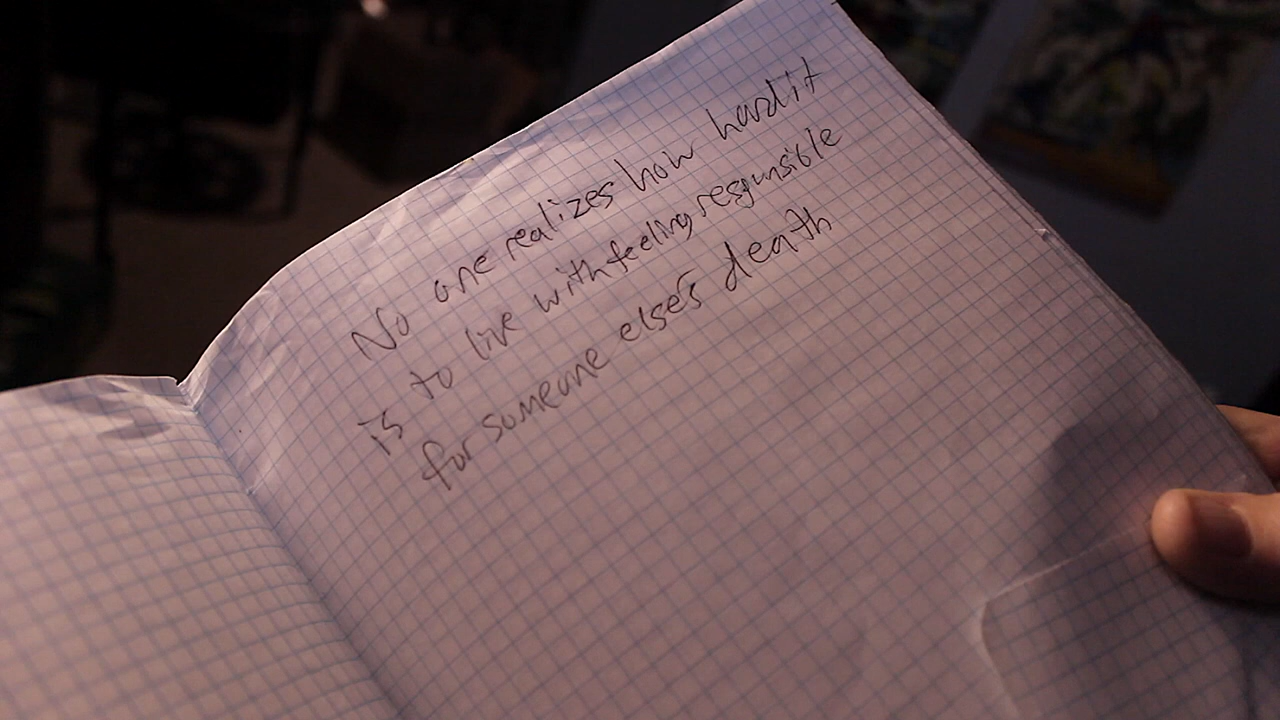 No one realizes how hard it
is to live with feeling responsible
for someone else's death